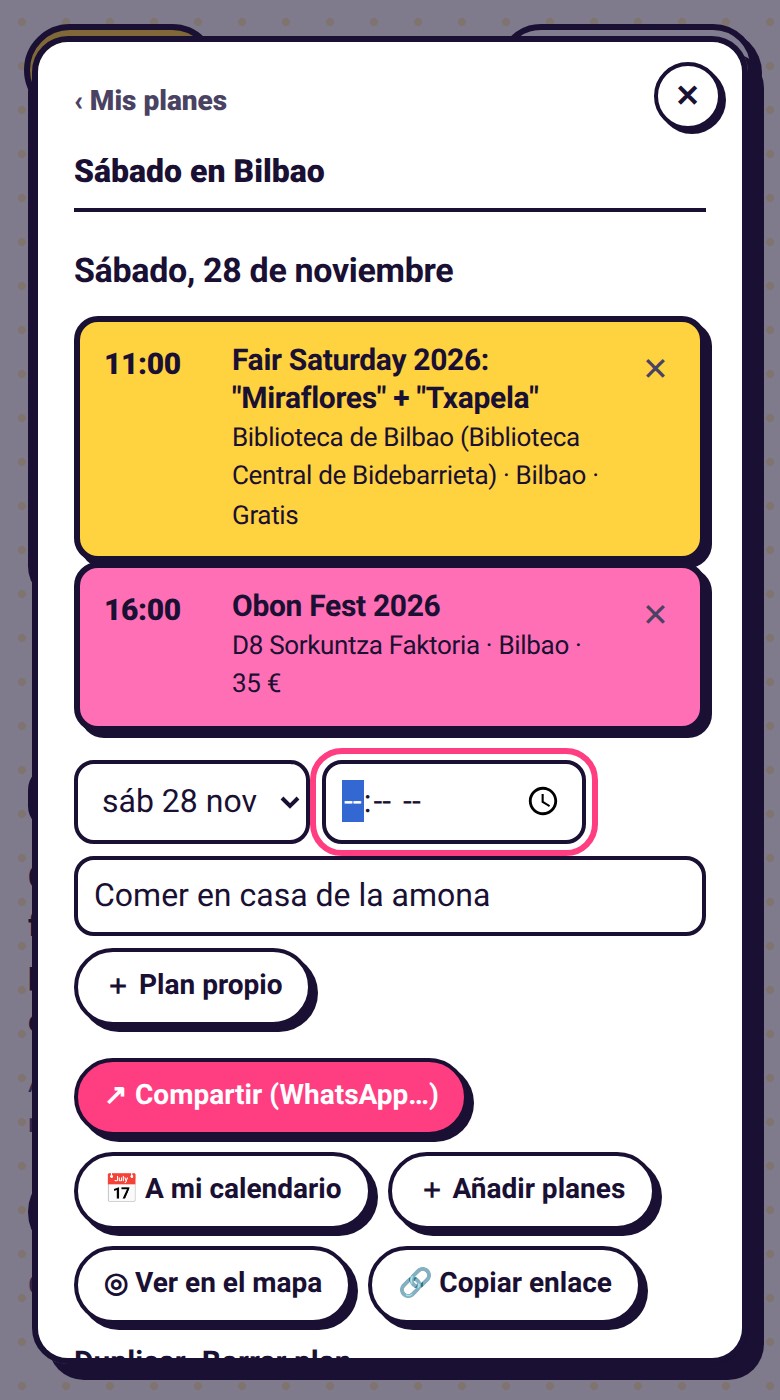 ‹ Mis planes
✕
Sábado en Bilbao
Sábado, 28 de noviembre
11:00
Fair Saturday 2026:
"Miraflores" + "Txapela"
✕
Biblioteca de Bilbao (Biblioteca
Central de Bidebarrieta) · Bilbao ·
Gratis
16:00
Obon Fest 2026
✕
D8 Sorkuntza Faktoria · Bilbao ·
35 €
sáb 28 nov
--:-- --
Comer en casa de la amona
+ Plan propio
↗ Compartir (WhatsApp…)
📅 A mi calendario
+ Añadir planes
◎ Ver en el mapa
🔗 Copiar enlace
Duplicar Borrar plan